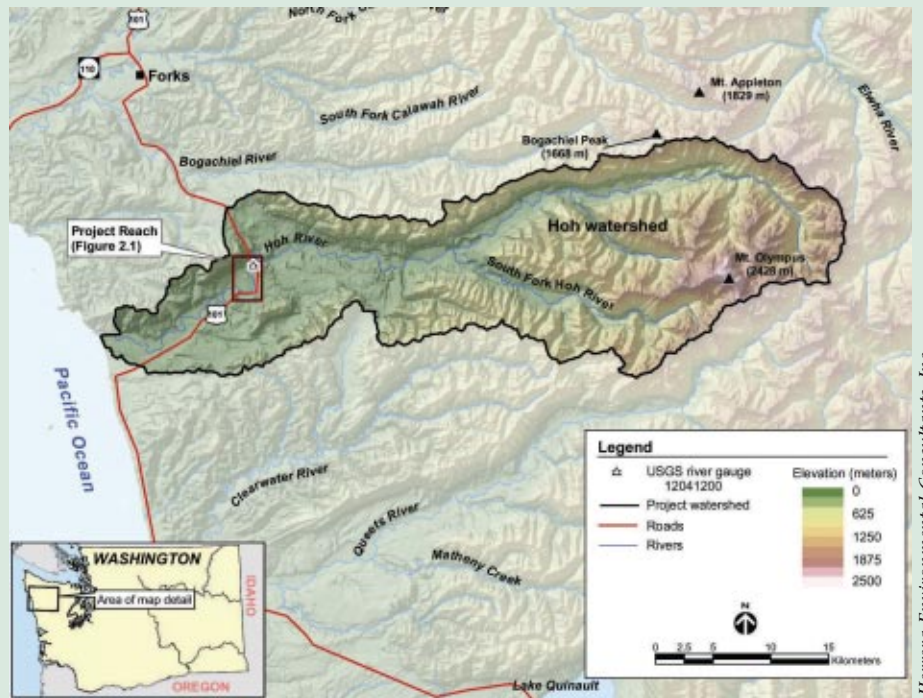 101
North Fork
110
Forks
Mt. Appleton
(1829 m)
Elwha River
South Fork Calawah River
Bogachiel Peak
(1668 m)
Bogachiel River
Project Reach
(Figure 2.1)
Hoh River
Hoh watershed
Mt. Olympus
(2428 m)
South Fork Hoh River
101
Pacific Ocean
Clearwater River
Queets River
Matheny Creek
Lake Quinault
Legend
USGS river gauge
12041200
Project watershed
Roads
Rivers
Elevation (meters)
0
625
1250
1875
2500
N
0 2.5 5 10 15
Kilometers
WASHINGTON
IDAHO
Area of map detail
OREGON
Environmental Consultants